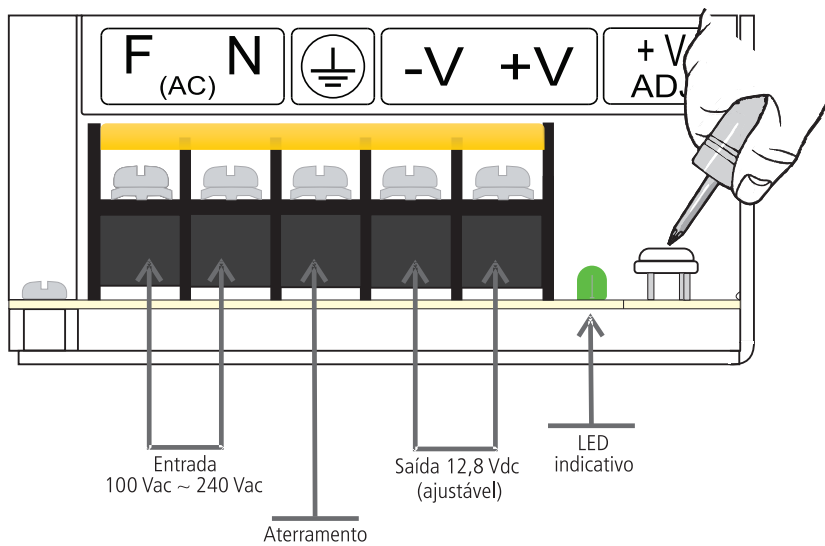 F N
(AC)
-V +V
+ V
ADJ
Entrada
100 Vac ~ 240 Vac
Aterramento
Saída 12,8 Vdc
(ajustável)
LED
indicativo